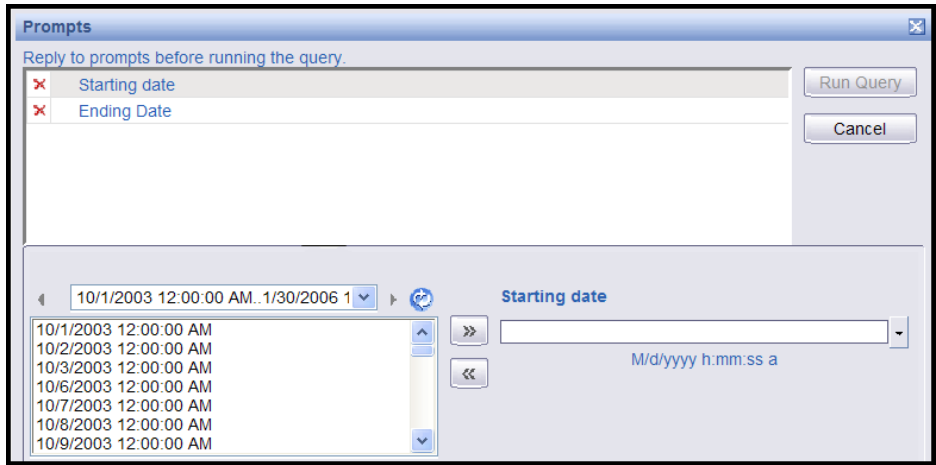 Prompts
Reply to prompts before running the query.
Starting date
Run Query
Ending Date
Cancel
10/1/2003 12:00:00 AM..1/30/2006 1
Starting date
10/1/2003 12:00:00 AM
10/2/2003 12:00:00 AM
10/3/2003 12:00:00 AM
10/6/2003 12:00:00 AM
10/7/2003 12:00:00 AM
10/8/2003 12:00:00 AM
10/9/2003 12:00:00 AM
>>
<<
M/d/yyyy h:mm:ss a